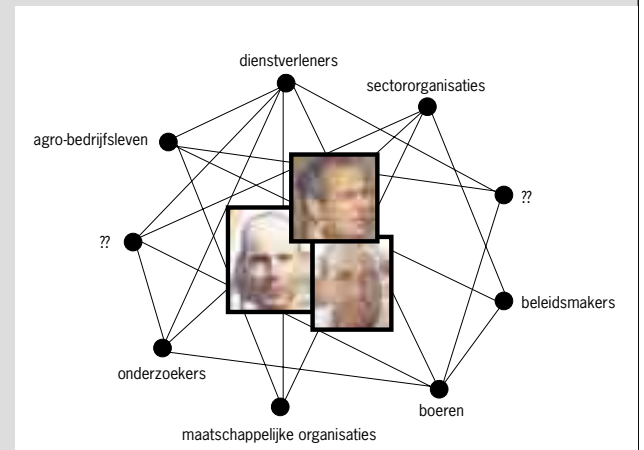 dienstverleners
sectororganisaties
agro-bedrijfsleven
??
??
beleidsmakers
onderzoekers
boeren
maatschappelijke organisaties